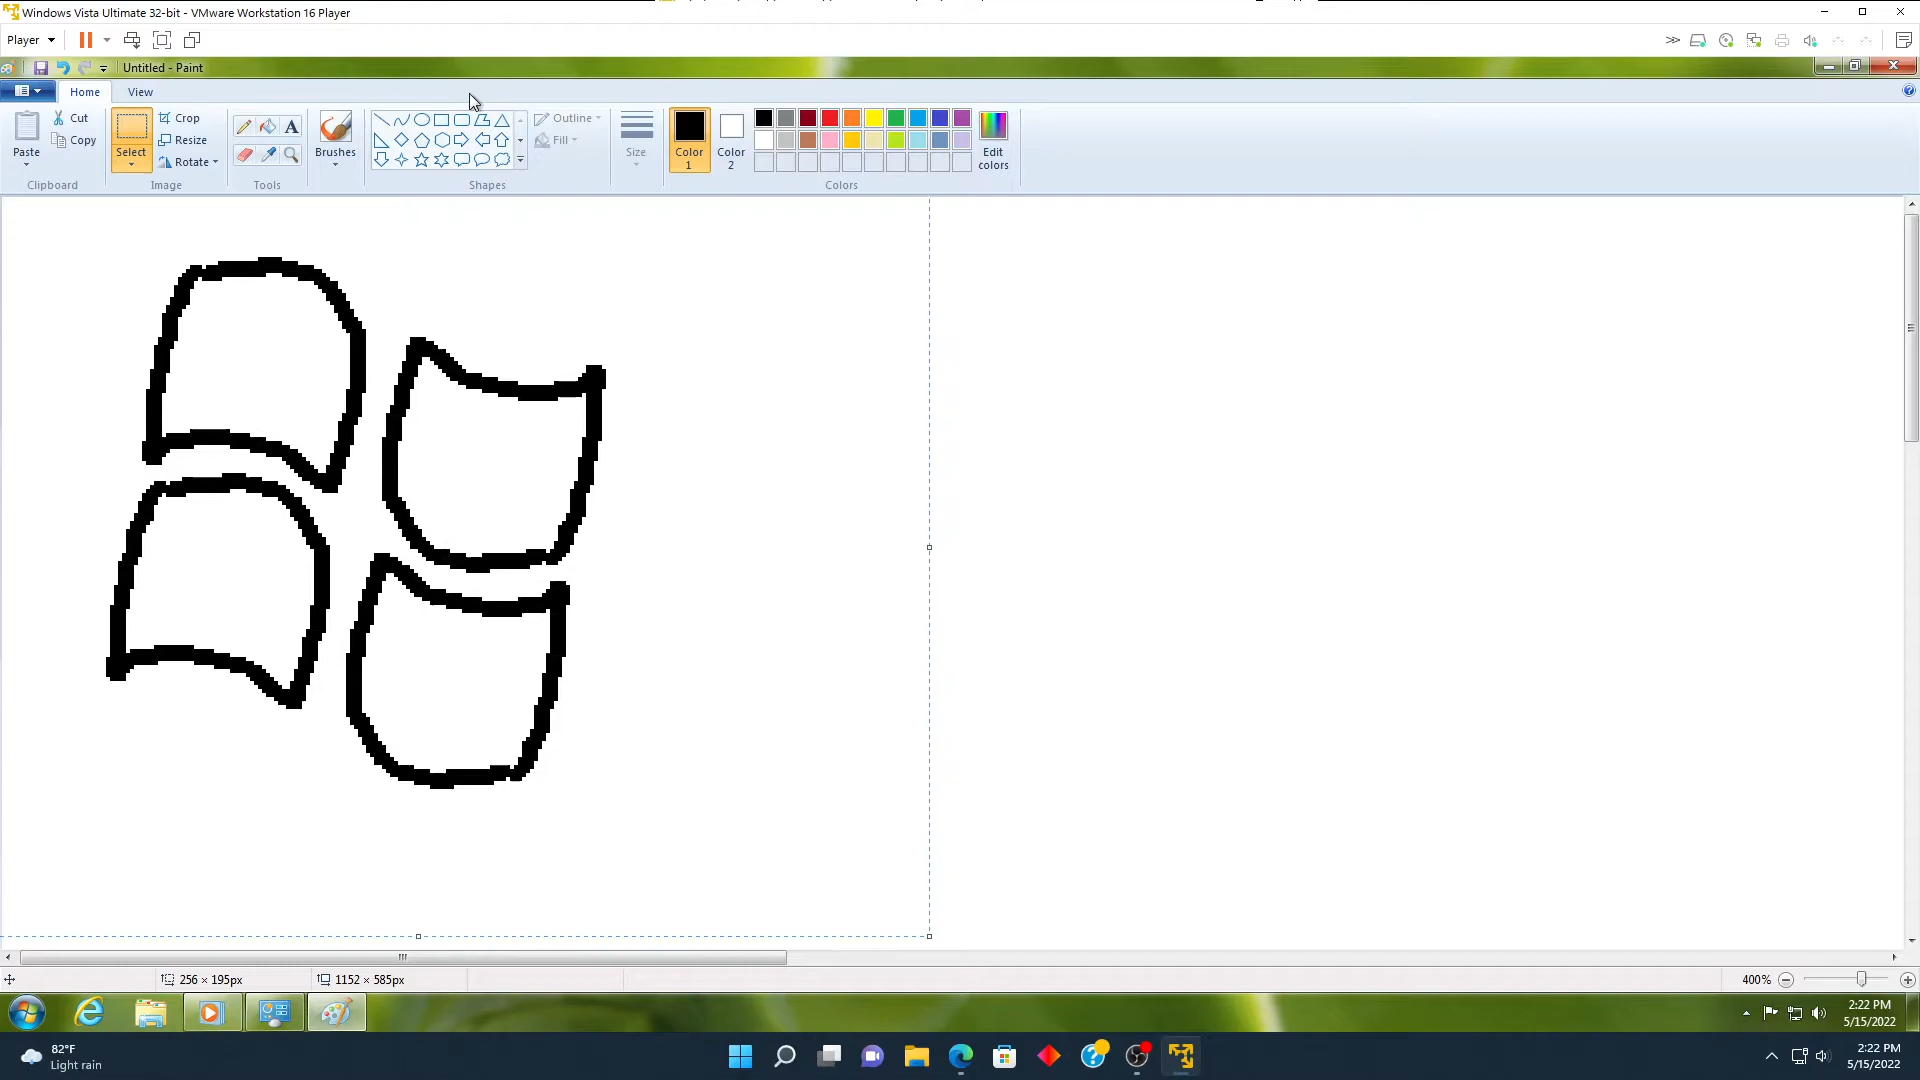 Windows Vista Ultimate 32-bit - VMware Workstation 16 Player
Player
Untitled - Paint
Home View
Paste
Cut
Copy
Clipboard
Select
Crop
Resize
Rotate
Image
Tools
Brushes
Shapes
Outline
Fill
Size
Color 1
Color 2
Edit colors
Colors
256 × 195px
1152 × 585px
400%
2:22 PM
5/15/2022
82°F
Light rain
2:22 PM
5/15/2022